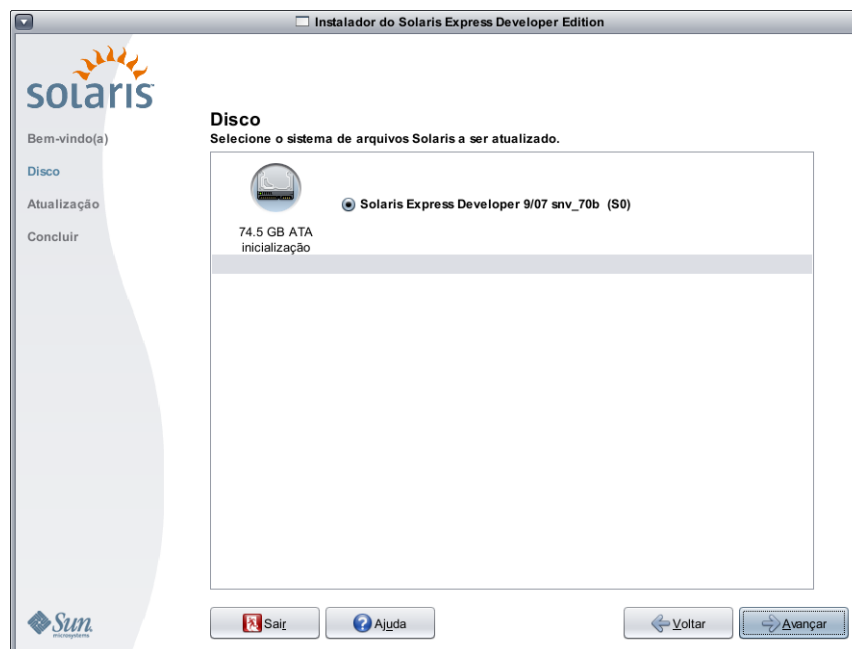 Instalador do Solaris Express Developer Edition
solaris
Bem-vindo(a)
Disco
Atualização
Concluir
Disco
Selecione o sistema de arquivos Solaris a ser atualizado.
Solaris Express Developer 9/07 snv_70b (S0)
74.5 GB ATA
inicialização
Sun
microsystems
Sair
Ajuda
Voltar
Avançar